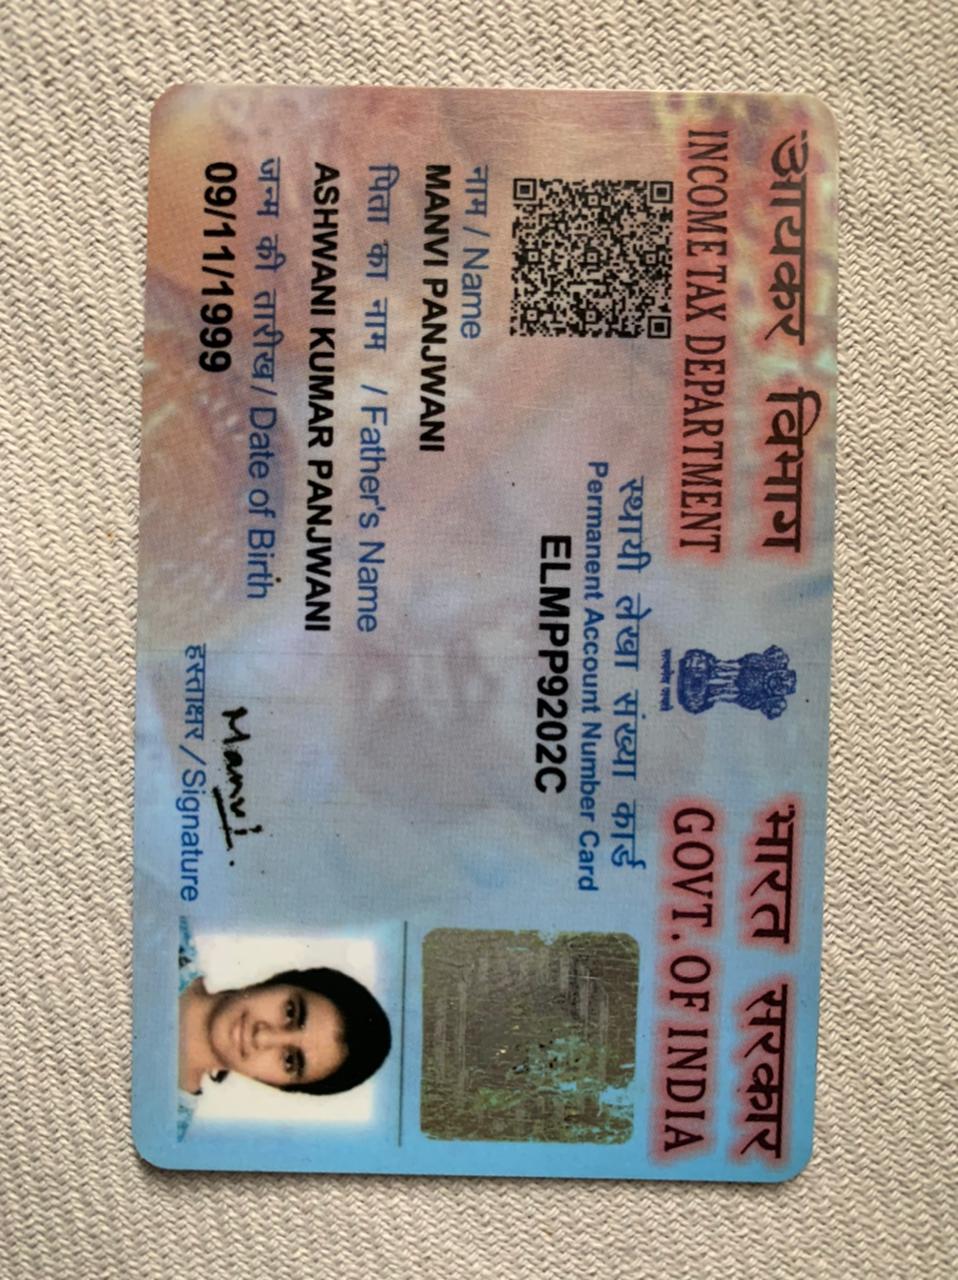 आयकर विभाग
INCOME TAX DEPARTMENT
भारत सरकार
GOVT. OF INDIA
सत्यमेव जयते
स्थायी लेखा संख्या कार्ड
Permanent Account Number Card
ELMPP9202C
नाम / Name
MANVI PANJWANI
पिता का नाम / Father's Name
ASHWANI KUMAR PANJWANI
जन्म की तारीख / Date of Birth
09/11/1999
Manvi.
हस्ताक्षर / Signature